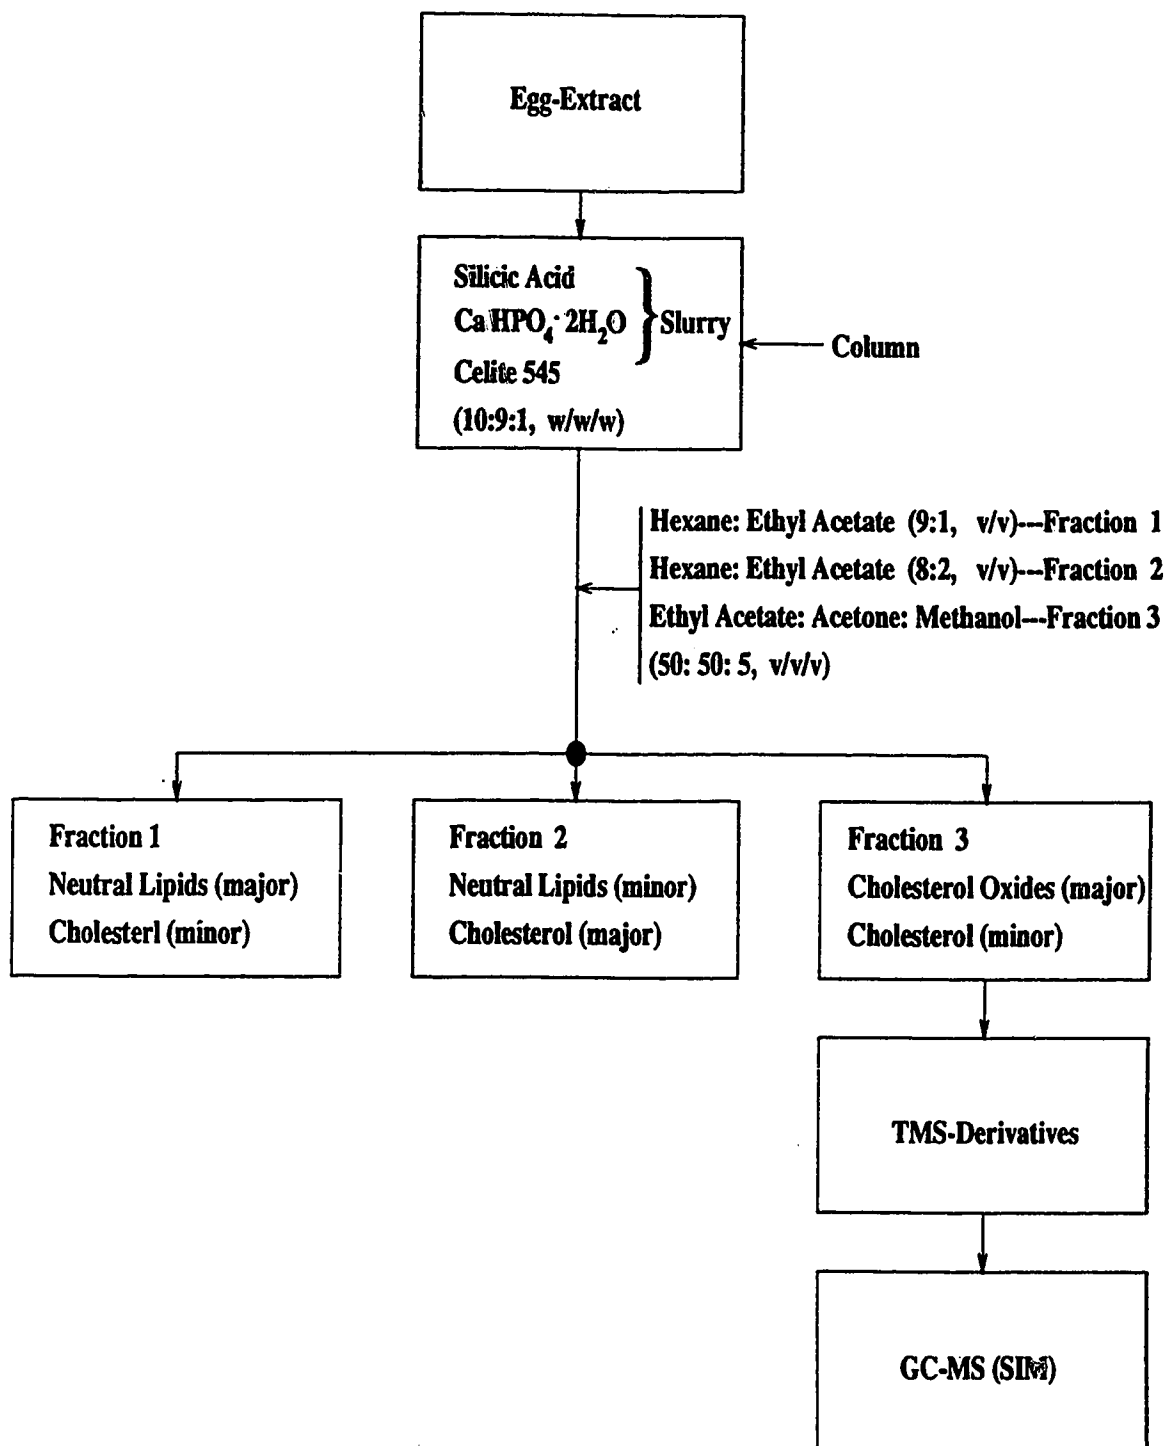 Egg-Extract
Silicic Acid
Ca HPO₄· 2H₂O
Celite 545
(10:9:1, w/w/w)
} Slurry
Column
Hexane: Ethyl Acetate (9:1, v/v)---Fraction 1
Hexane: Ethyl Acetate (8:2, v/v)---Fraction 2
Ethyl Acetate: Acetone: Methanol---Fraction 3
(50: 50: 5, v/v/v)
Fraction 1
Neutral Lipids (major)
Cholesterl (minor)
Fraction 2
Neutral Lipids (minor)
Cholesterol (major)
Fraction 3
Cholesterol Oxides (major)
Cholesterol (minor)
TMS-Derivatives
GC-MS (SIM)